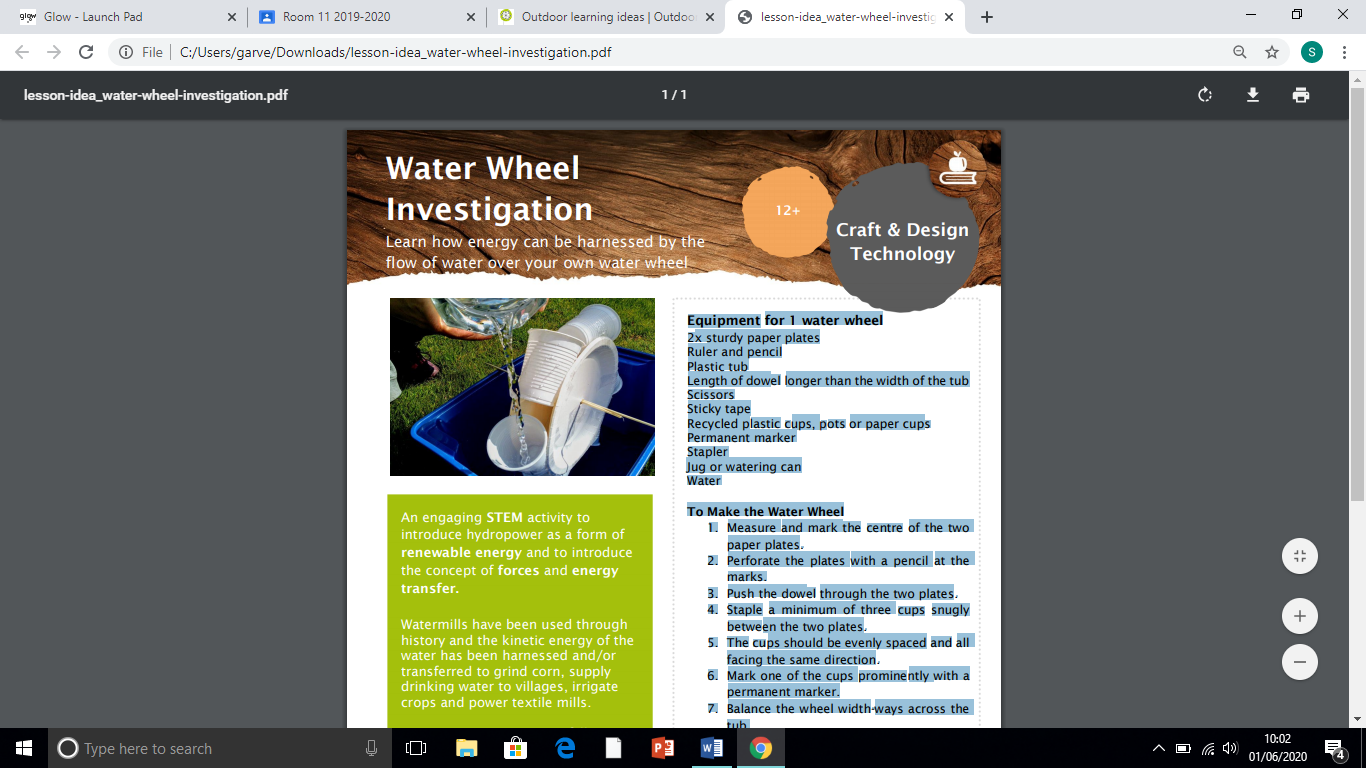 glow
Glow - Launch Pad
Room 11 2019-2020
Outdoor learning ideas | Outdoo
lesson-idea_water-wheel-investig
File
C:/Users/garve/Downloads/lesson-idea_water-wheel-investigation.pdf
S
lesson-idea_water-wheel-investigation.pdf
1 / 1
Water Wheel
Investigation
Learn how energy can be harnessed by the
flow of water over your own water wheel
12+
Craft & Design
Technology
An engaging STEM activity to
introduce hydropower as a form of
renewable energy and to introduce
the concept of forces and energy
transfer.
Watermills have been used through
history and the kinetic energy of the
water has been harnessed and/or
transferred to grind corn, supply
drinking water to villages, irrigate
crops and power textile mills.
Equipment for 1 water wheel
2x sturdy paper plates
Ruler and pencil
Plastic tub
Length of dowel longer than the width of the tub
Scissors
Sticky tape
Recycled plastic cups, pots or paper cups
Permanent marker
Stapler
Jug or watering can
Water
To Make the Water Wheel
1. Measure and mark the centre of the two
paper plates.
2. Perforate the plates with a pencil at the
marks.
3. Push the dowel through the two plates.
4. Staple a minimum of three cups snugly
between the two plates.
5. The cups should be evenly spaced and all
facing the same direction.
6. Mark one of the cups prominently with a
permanent marker.
7. Balance the wheel width-ways across the
tub.
Type here to search
10:02
01/06/2020
4